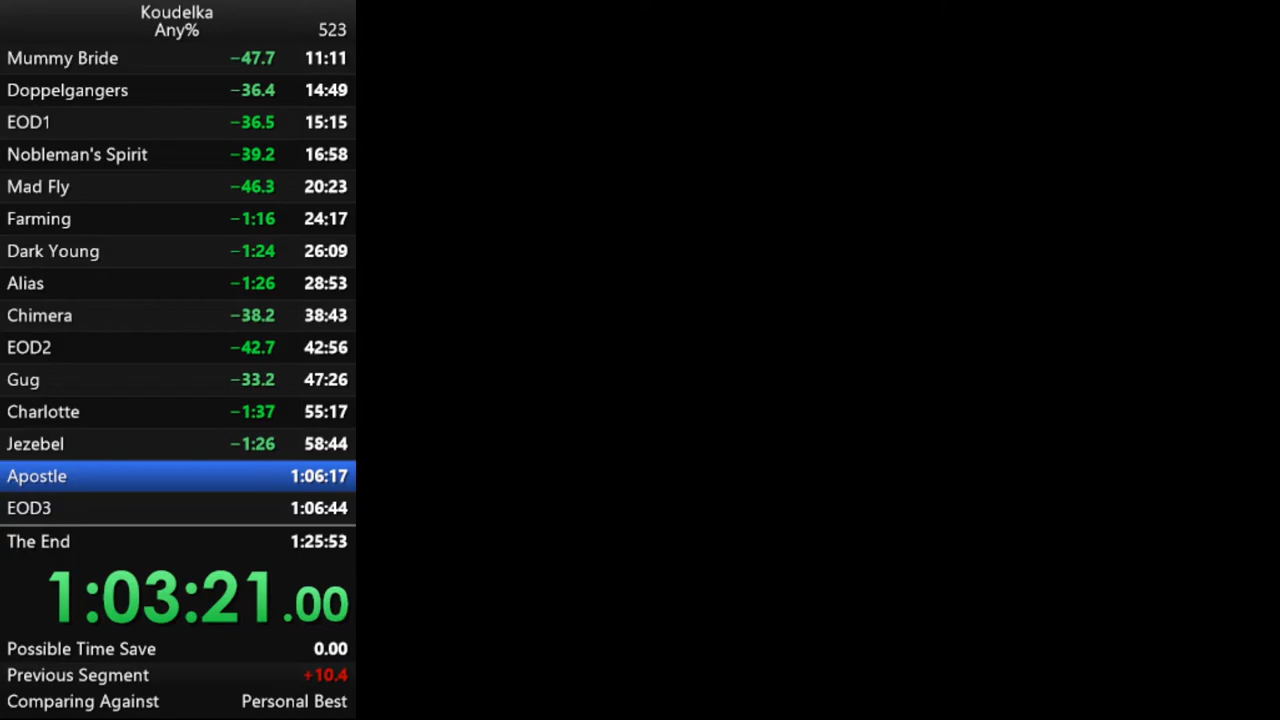 Koudelka
Any% 523
Mummy Bride −47.7 11:11
Doppelgangers −36.4 14:49
EOD1 −36.5 15:15
Nobleman's Spirit −39.2 16:58
Mad Fly −46.3 20:23
Farming −1:16 24:17
Dark Young −1:24 26:09
Alias −1:26 28:53
Chimera −38.2 38:43
EOD2 −42.7 42:56
Gug −33.2 47:26
Charlotte −1:37 55:17
Jezebel −1:26 58:44
Apostle 1:06:17
EOD3 1:06:44
The End 1:25:53
1:03:21.00
Possible Time Save 0.00
Previous Segment +10.4
Comparing Against Personal Best